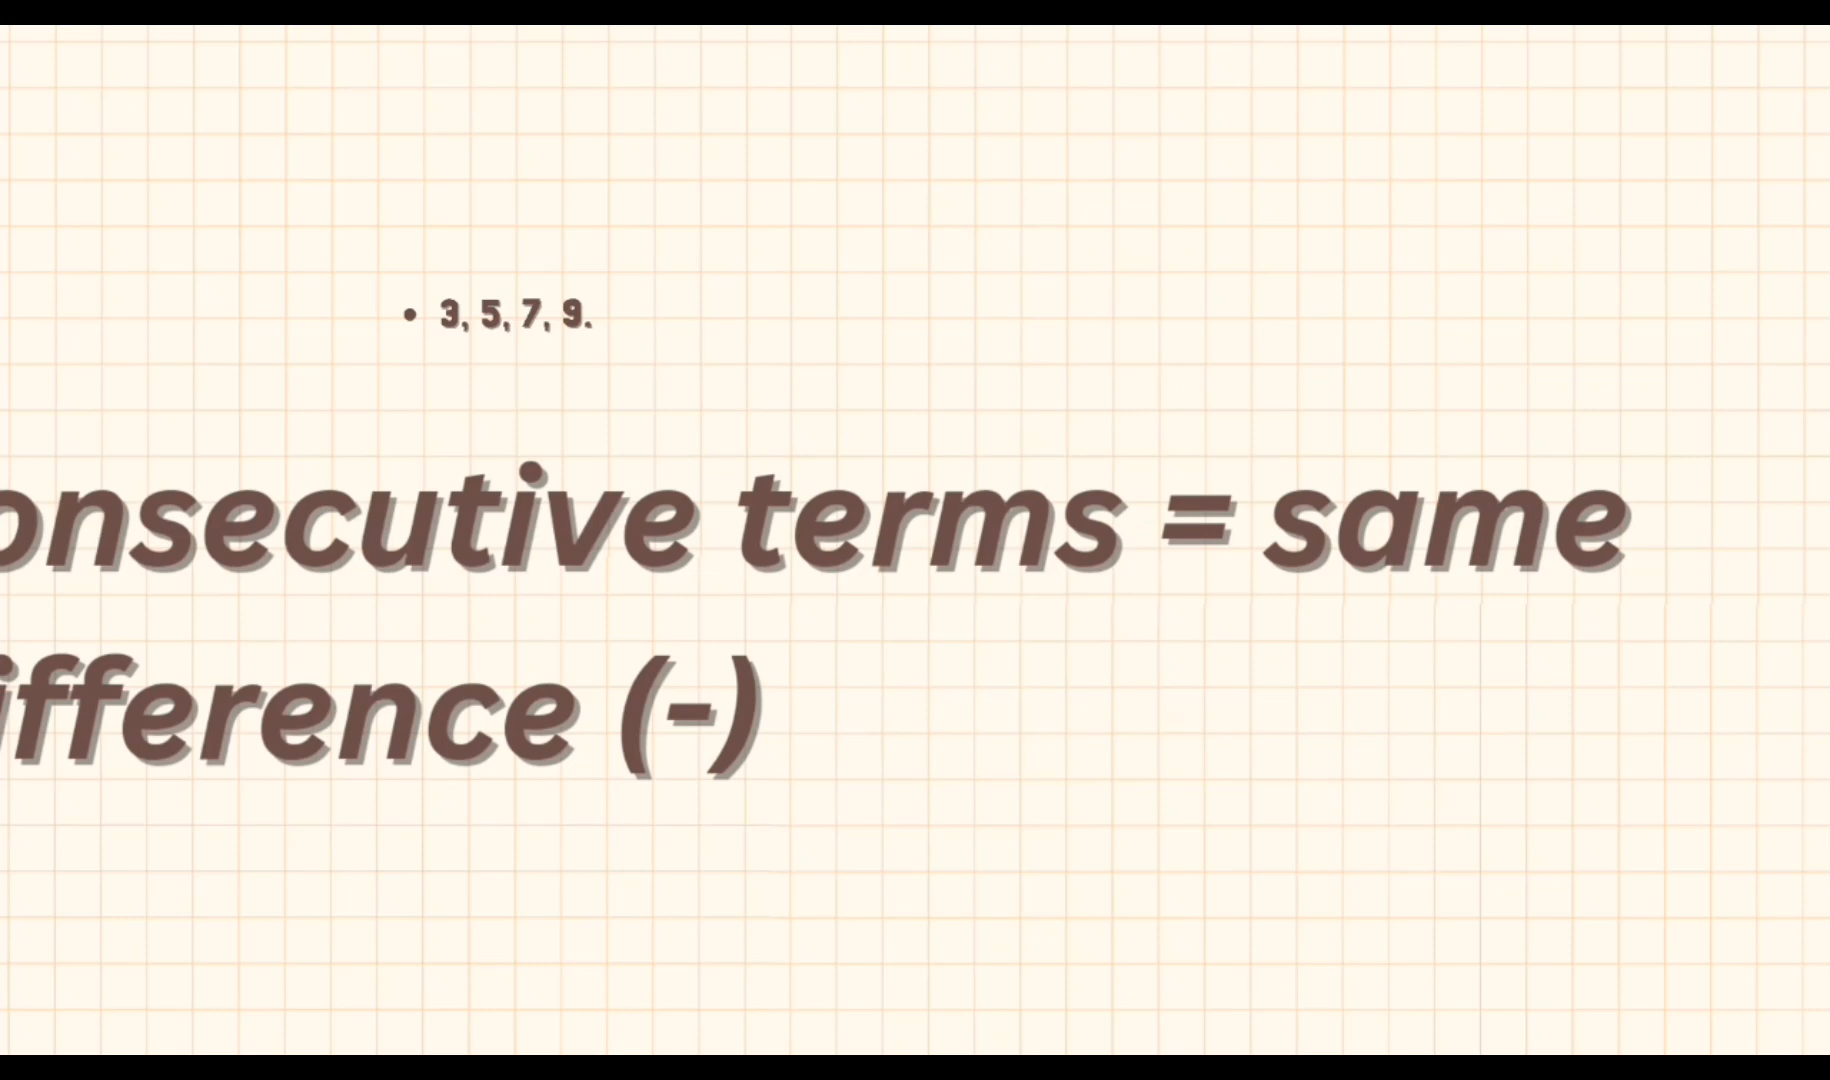 • 3, 5, 7, 9.
onsecutive terms = same
ifference (-)